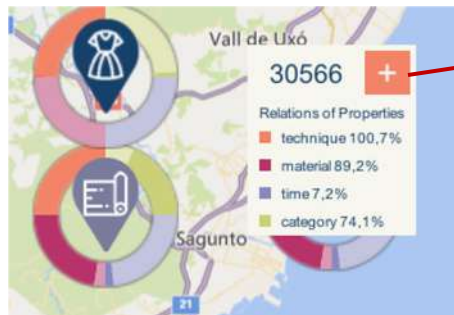 Vall de Uxó
30566 +
Relations of Properties
technique 100,7%
material 89,2%
time 7,2%
category 74,1%
Sagunto
21